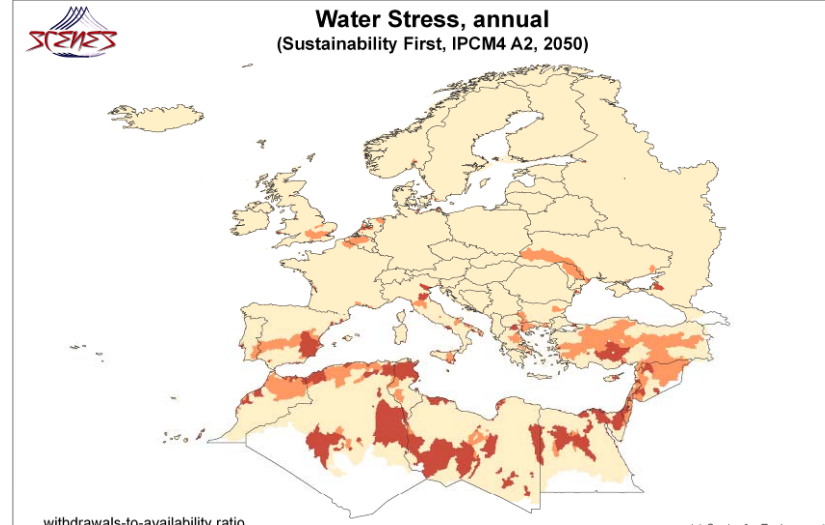 SCENES
Water Stress, annual
(Sustainability First, IPCM4 A2, 2050)
withdrawals-to-availability ratio